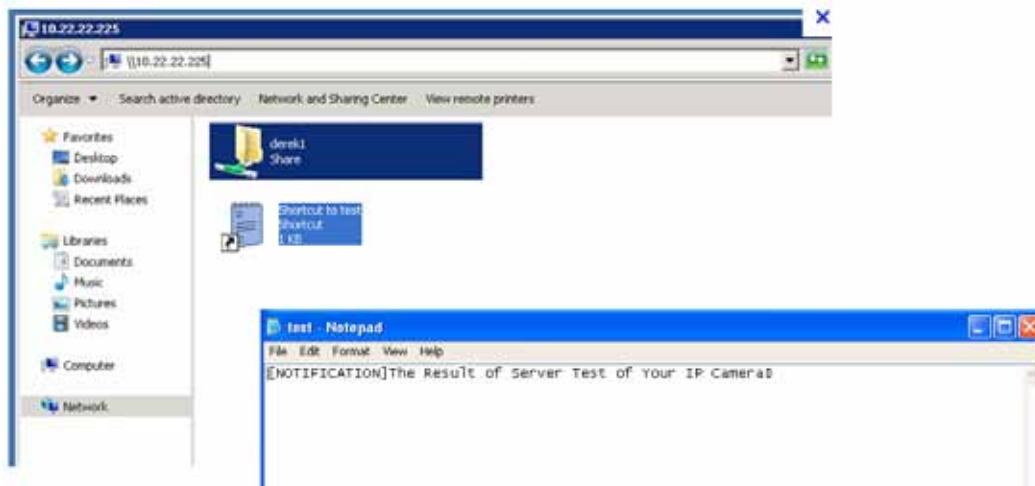 10.22.22.225
\\10.22.22.225
Organize Search active directory Network and Sharing Center View remote printers
Favorites
Desktop
Downloads
Recent Places
Libraries
Documents
Music
Pictures
Videos
Computer
Network
derek1
Share
Shortcut to test
Shortcut
1 KB
test - Notepad
File Edit Format View Help
[NOTIFICATION]The Result of Server Test of Your IP Camera